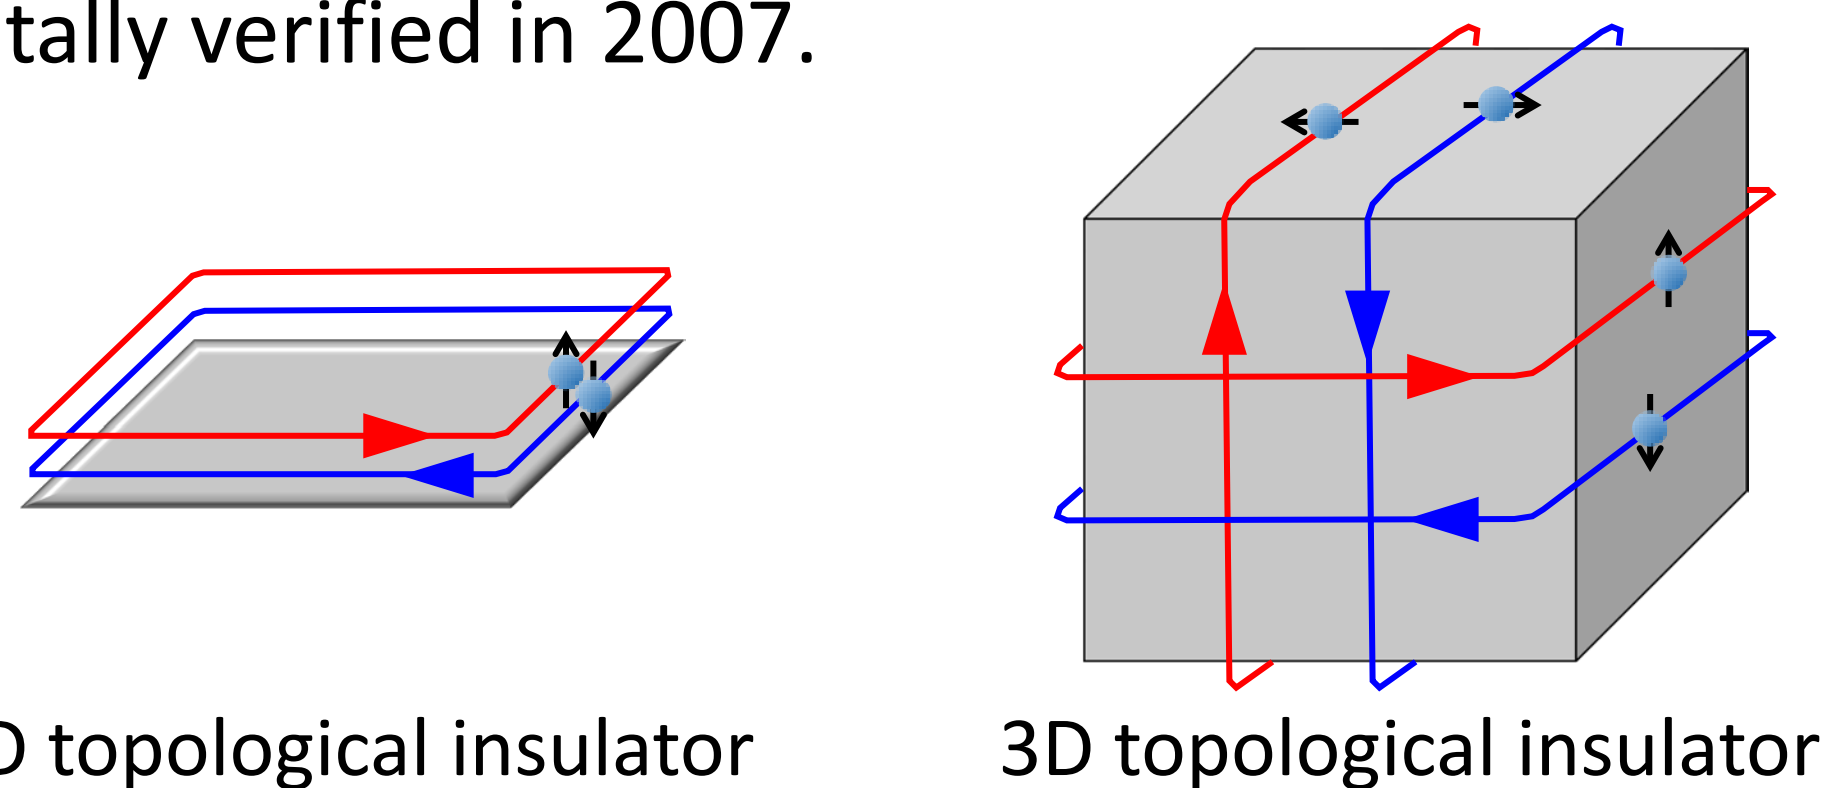 tally verified in 2007.
D topological insulator
3D topological insulator